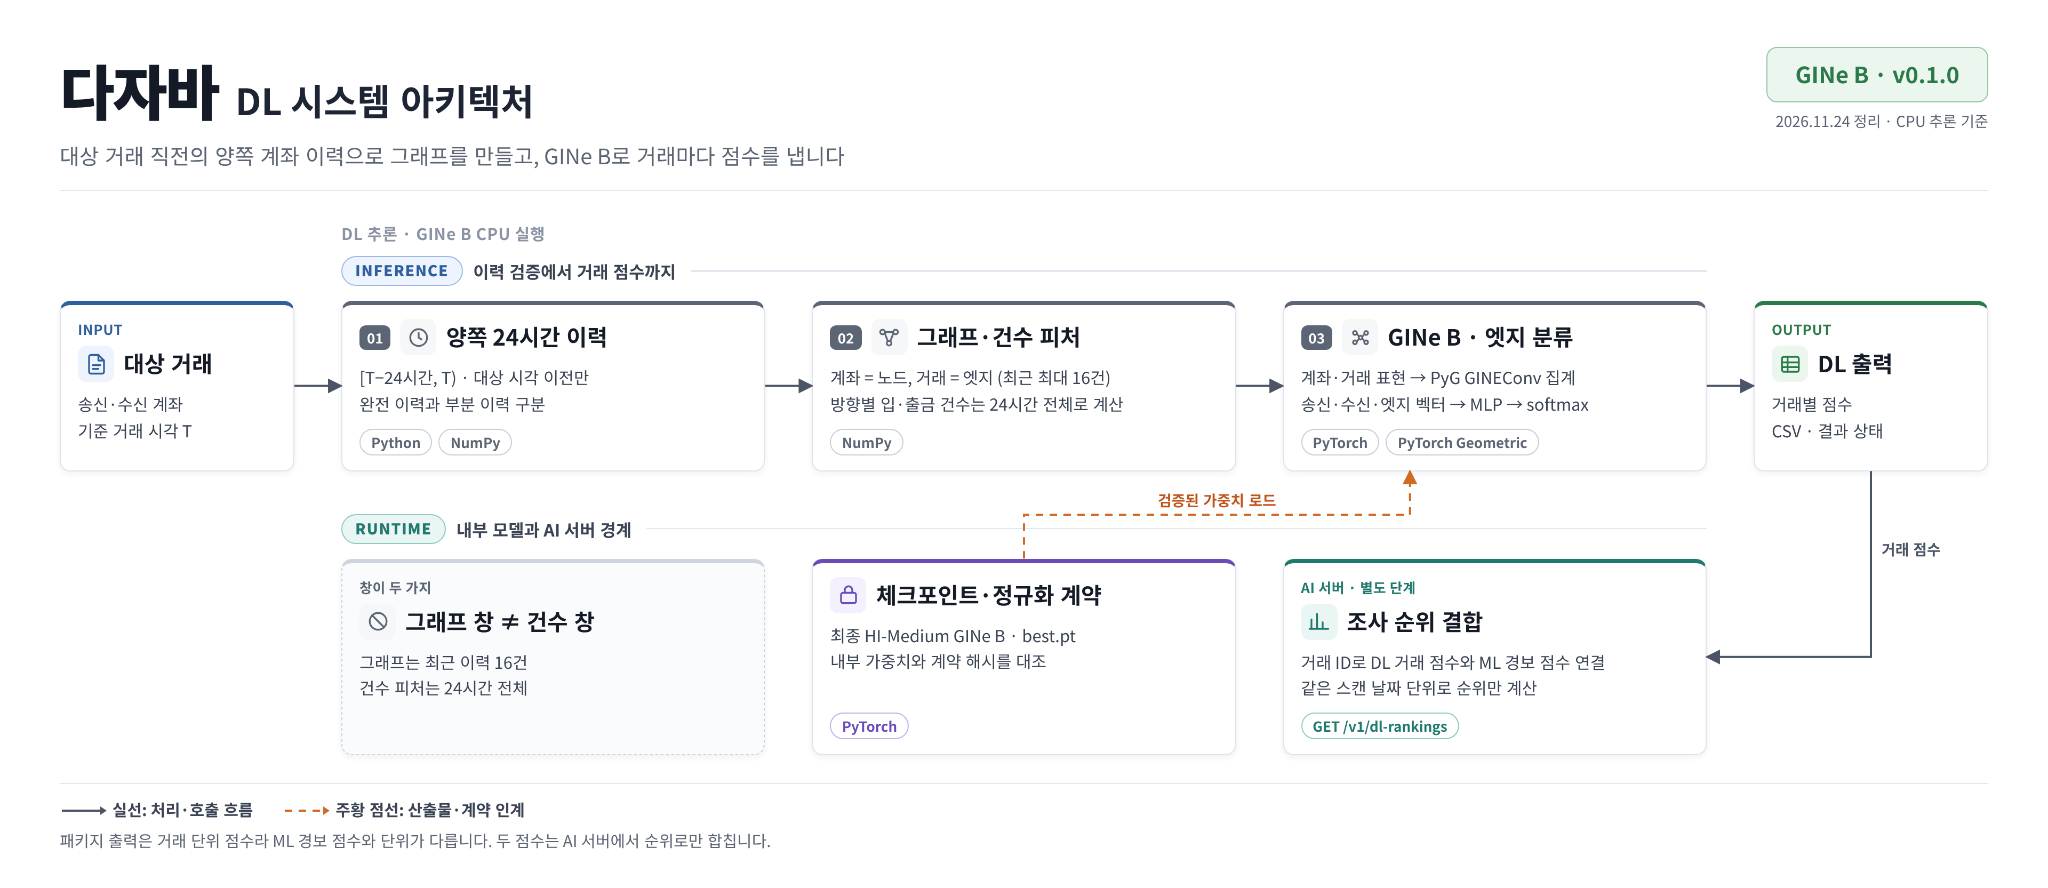 다자바 DL 시스템 아키텍처
대상 거래 직전의 양쪽 계좌 이력으로 그래프를 만들고, GINe B로 거래마다 점수를 냅니다
GINe B · v0.1.0
2026.11.24 정리 · CPU 추론 기준
DL 추론 · GINe B CPU 실행
INFERENCE 이력 검증에서 거래 점수까지
INPUT
대상 거래
송신·수신 계좌
기준 거래 시각 T
01 양쪽 24시간 이력
[T−24시간, T) · 대상 시각 이전만
완전 이력과 부분 이력 구분
Python NumPy
02 그래프·건수 피처
계좌 = 노드, 거래 = 엣지 (최근 최대 16건)
방향별 입·출금 건수는 24시간 전체로 계산
NumPy
03 GINe B · 엣지 분류
계좌·거래 표현 → PyG GINEConv 집계
송신·수신·엣지 벡터 → MLP → softmax
PyTorch PyTorch Geometric
OUTPUT
DL 출력
거래별 점수
CSV · 결과 상태
검증된 가중치 로드
RUNTIME 내부 모델과 AI 서버 경계
거래 점수
창이 두 가지
그래프 창 ≠ 건수 창
그래프는 최근 이력 16건
건수 피처는 24시간 전체
체크포인트·정규화 계약
최종 HI-Medium GINe B · best.pt
내부 가중치와 계약 해시를 대조
PyTorch
AI 서버 · 별도 단계
조사 순위 결합
거래 ID로 DL 거래 점수와 ML 경보 점수 연결
같은 스캔 날짜 단위로 순위만 계산
GET /v1/dl-rankings
실선: 처리·호출 흐름
주황 점선: 산출물·계약 인계
패키지 출력은 거래 단위 점수라 ML 경보 점수와 단위가 다릅니다. 두 점수는 AI 서버에서 순위로만 합칩니다.